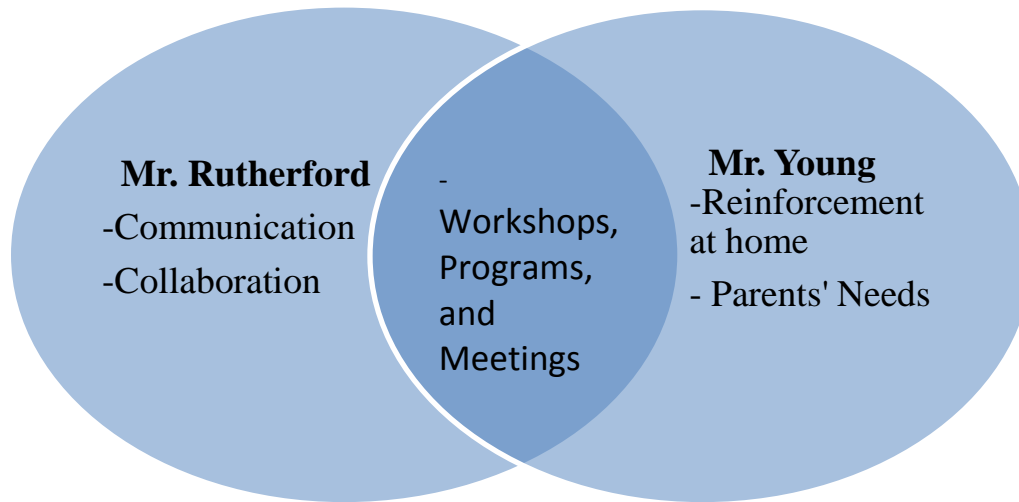 Mr. Rutherford
-Communication
-Collaboration
-
Workshops,
Programs,
and
Meetings
Mr. Young
-Reinforcement
at home
- Parents' Needs